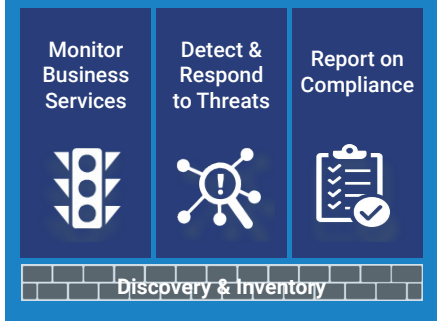 Monitor
Business
Services
Detect &
Respond
to Threats
Report on
Compliance
Discovery & Inventory